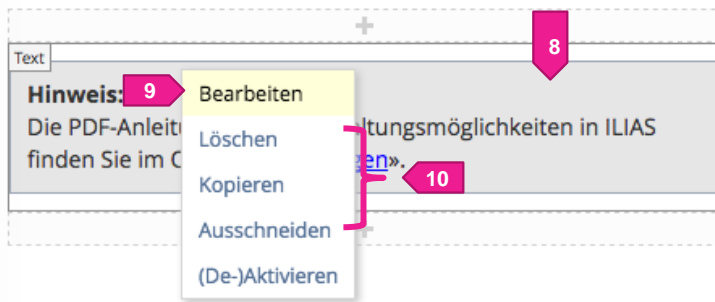 8
Text
Hinweis:
9
Bearbeiten
Die PDF-Anleitu ltungsmöglichkeiten in ILIAS
Löschen
finden Sie im en».
10
Kopieren
Ausschneiden
(De-)Aktivieren